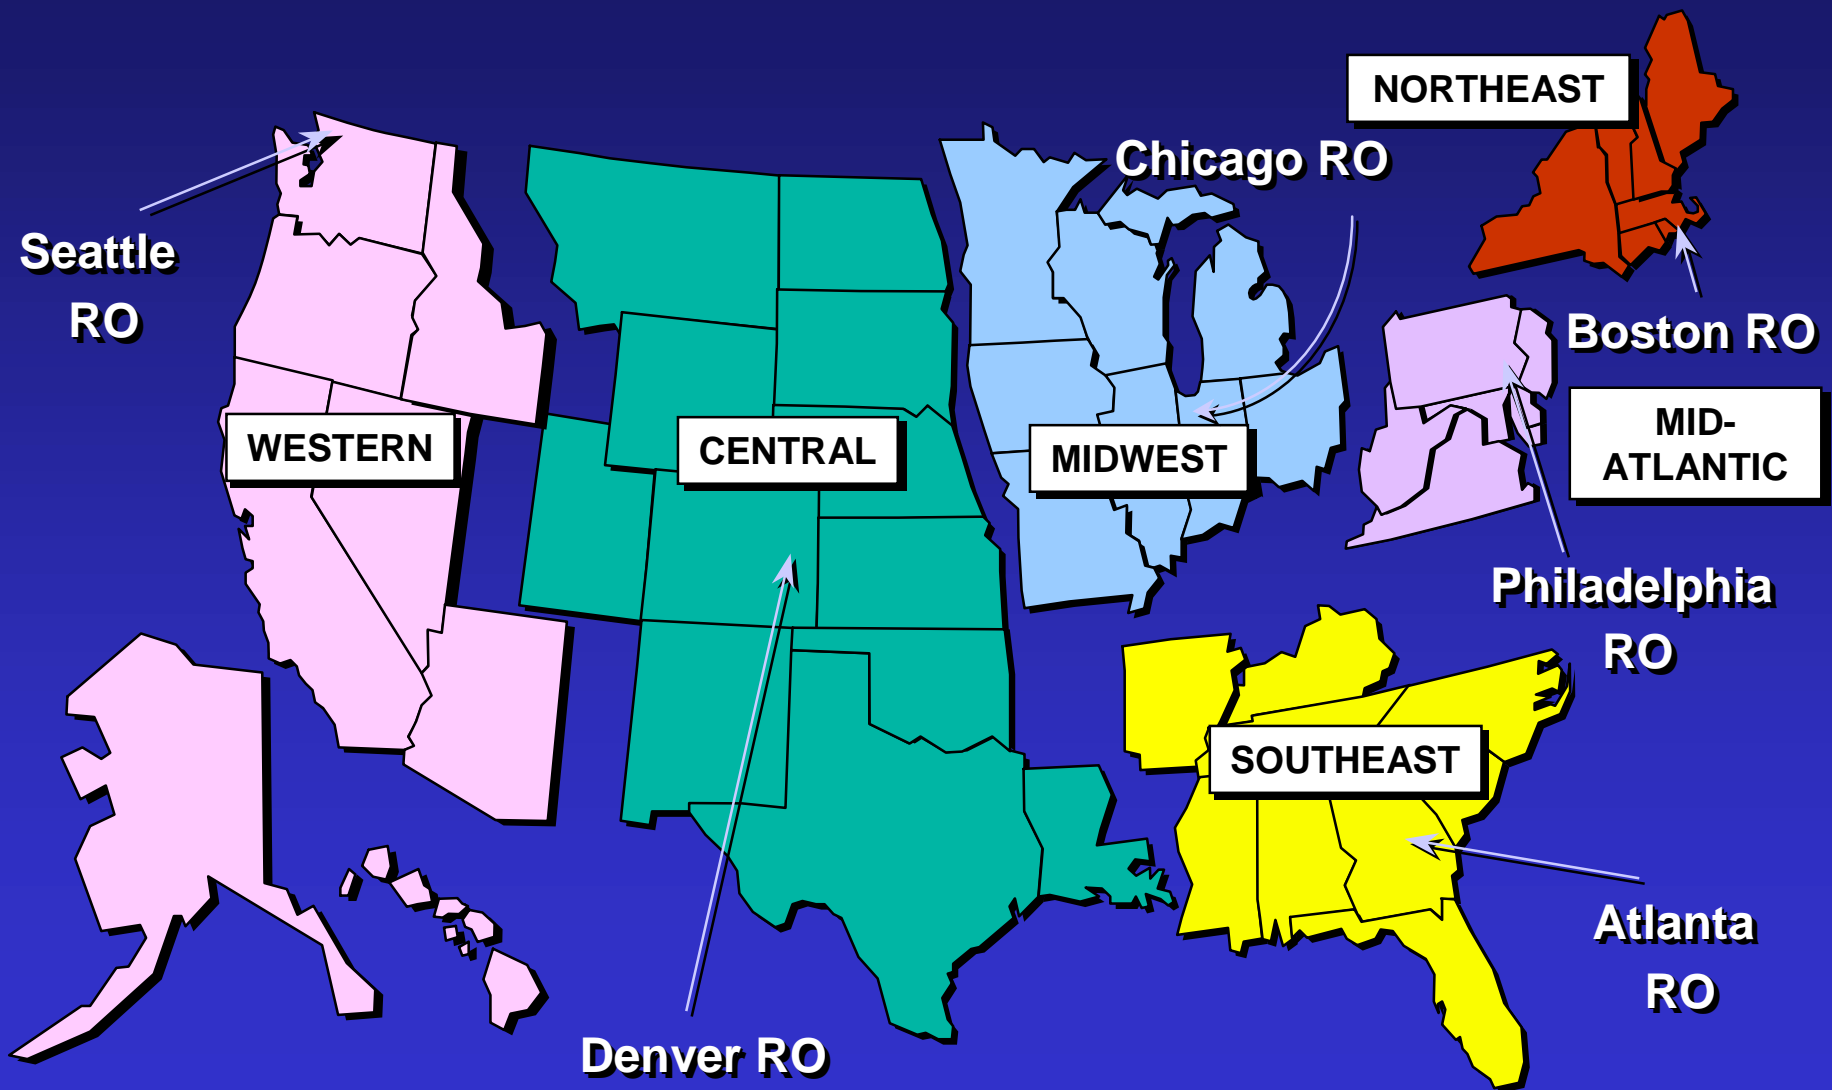 NORTHEAST
Chicago RO
Seattle
RO
Boston RO
WESTERN
CENTRAL
MIDWEST
MID-
ATLANTIC
Philadelphia
RO
SOUTHEAST
Atlanta
RO
Denver RO